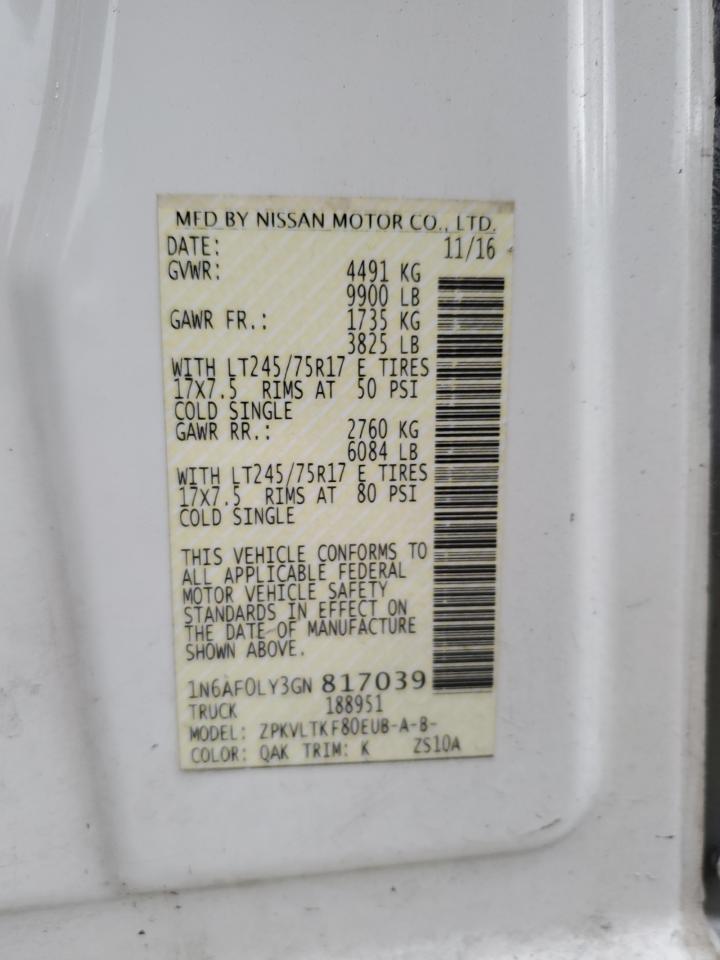 MFD BY NISSAN MOTOR CO., LTD.
DATE: 11/16
GVWR: 4491 KG
9900 LB
GAWR FR.: 1735 KG
3825 LB
WITH LT245/75R17 E TIRES
17X7.5 RIMS AT 50 PSI
COLD SINGLE
GAWR RR.: 2760 KG
6084 LB
WITH LT245/75R17 E TIRES
17X7.5 RIMS AT 80 PSI
COLD SINGLE
THIS VEHICLE CONFORMS TO
ALL APPLICABLE FEDERAL
MOTOR VEHICLE SAFETY
STANDARDS IN EFFECT ON
THE DATE OF MANUFACTURE
SHOWN ABOVE.
1N6AF0LY3GN 817039
TRUCK 188951
MODEL: ZPKVLTKF80EUB-A-B-
COLOR: QAK TRIM: K ZS10A